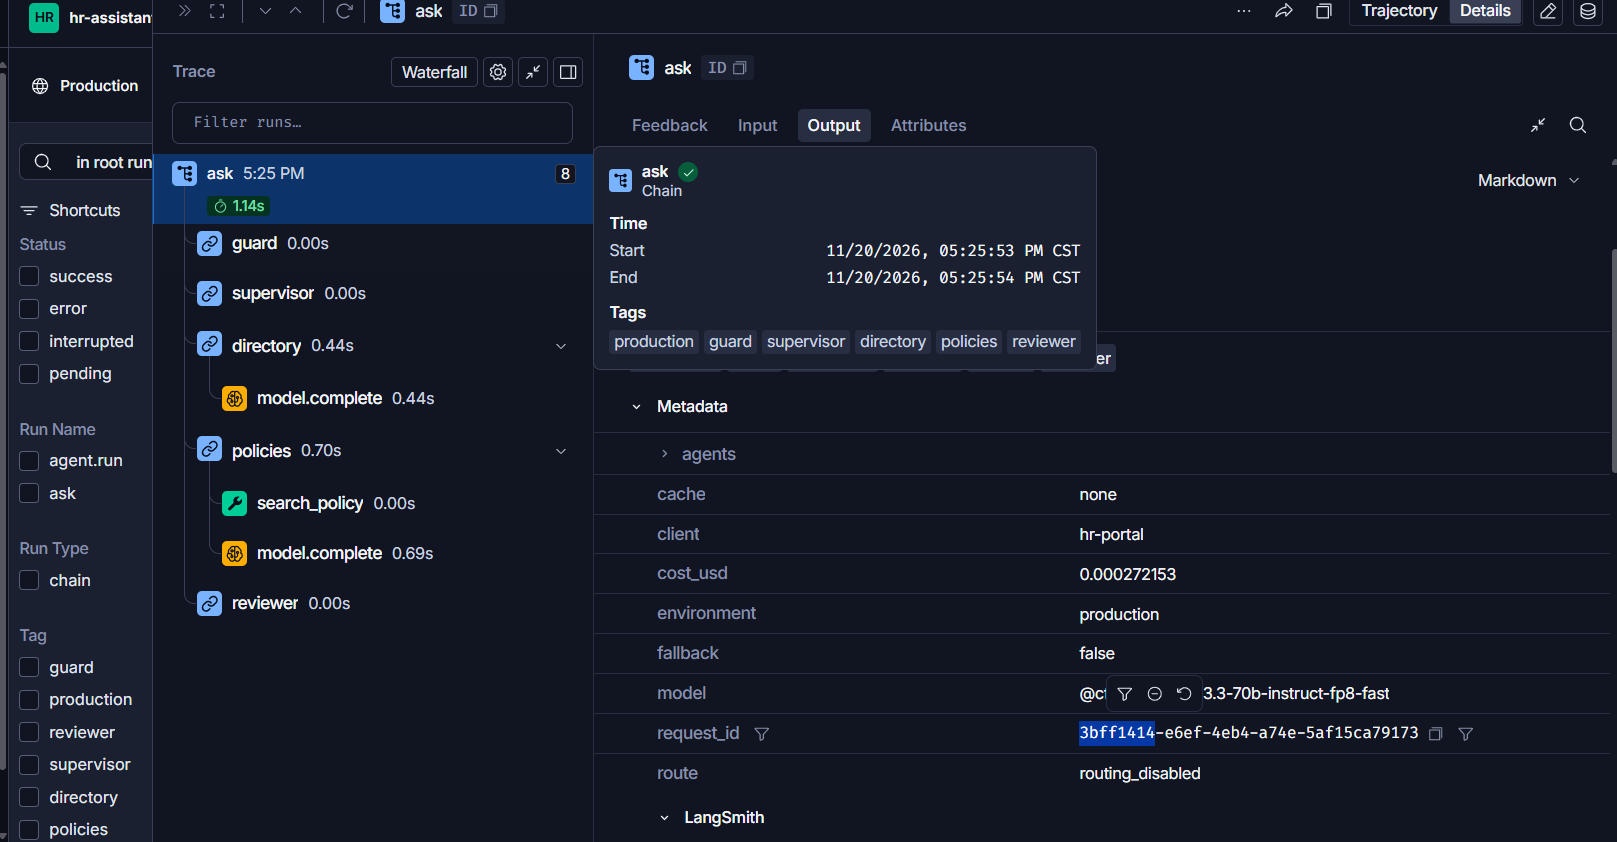 HR hr-assistant
ask ID
Trajectory Details
Production
in root run
Shortcuts
Status
success
error
interrupted
pending
Run Name
agent.run
ask
Run Type
chain
Tag
guard
production
reviewer
supervisor
directory
policies
Trace
Waterfall
Filter runs…
ask 5:25 PM 8
1.14s
guard 0.00s
supervisor 0.00s
directory 0.44s
model.complete 0.44s
policies 0.70s
search_policy 0.00s
model.complete 0.69s
reviewer 0.00s
ask ID
Feedback Input Output Attributes
Markdown
ask
Chain
Time
Start 11/20/2026, 05:25:53 PM CST
End 11/20/2026, 05:25:54 PM CST
Tags
production guard supervisor directory policies reviewer
er
Metadata
agents
cache none
client hr-portal
cost_usd 0.000272153
environment production
fallback false
model @c 3.3-70b-instruct-fp8-fast
request_id 3bff1414-e6ef-4eb4-a74e-5af15ca79173
route routing_disabled
LangSmith